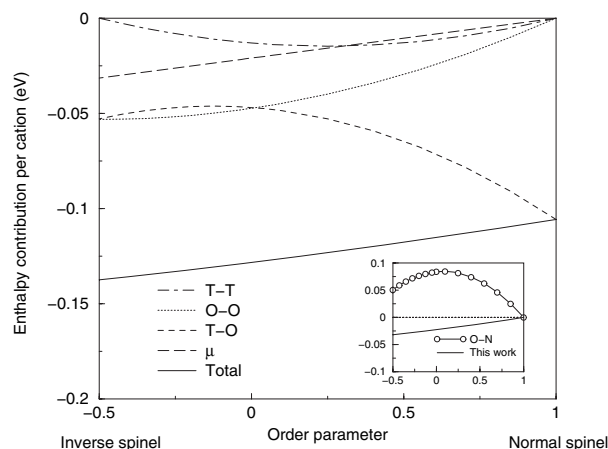 0
−0.05
−0.1
−0.15
−0.2
Enthalpy contribution per cation (eV)
T−T
O−O
T−O
μ
Total
0.1
0.05
0
−0.05
−0.1
−0.5
0
0.5
1
O−N
This work
−0.5
0
0.5
1
Inverse spinel
Order parameter
Normal spinel